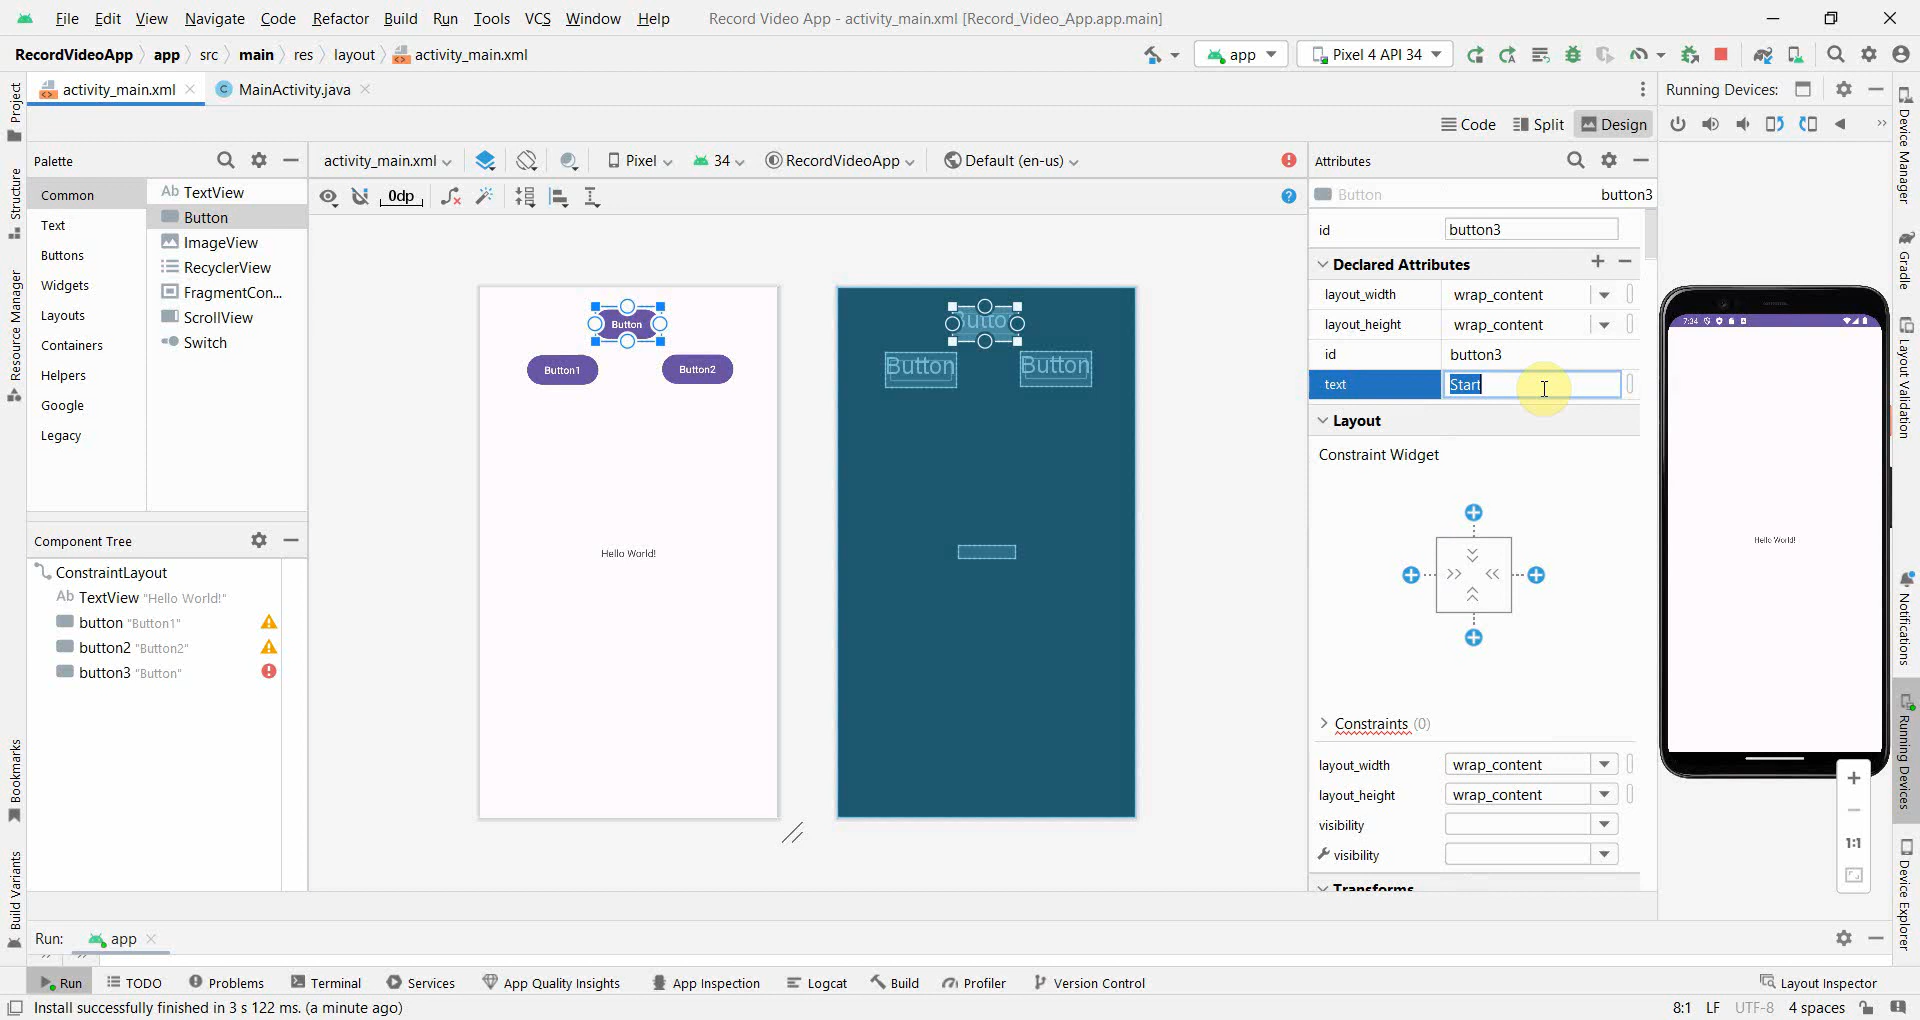 File Edit View Navigate Code Refactor Build Run Tools VCS Window Help Record Video App - activity_main.xml [Record_Video_App.app.main]
RecordVideoApp app src main res layout activity_main.xml app Pixel 4 API 34
activity_main.xml MainActivity.java Running Devices:
Code Split Design
Palette activity_main.xml Pixel 34 RecordVideoApp Default (en-us) Attributes
Common
Text
Buttons
Widgets
Layouts
Containers
Helpers
Google
Legacy
Ab TextView
Button
ImageView
RecyclerView
FragmentCon...
ScrollView
Switch
0dp
Button
Button1 Button2
Hello World!
Button
Button Button
Component Tree
ConstraintLayout
Ab TextView "Hello World!"
button "Button1"
button2 "Button2"
button3 "Button"
Button button3
id button3
Declared Attributes
layout_width wrap_content
layout_height wrap_content
id button3
text Start
Layout
Constraint Widget
Constraints (0)
layout_width wrap_content
layout_height wrap_content
visibility
visibility
Transforms
7:34
Hello World!
1:1
Project
Structure
Resource Manager
Bookmarks
Build Variants
Device Manager
Gradle
Layout Validation
Notifications
Running Devices
Device Explorer
Run: app
Run TODO Problems Terminal Services App Quality Insights App Inspection Logcat Build Profiler Version Control Layout Inspector
Install successfully finished in 3 s 122 ms. (a minute ago) 8:1 LF UTF-8 4 spaces